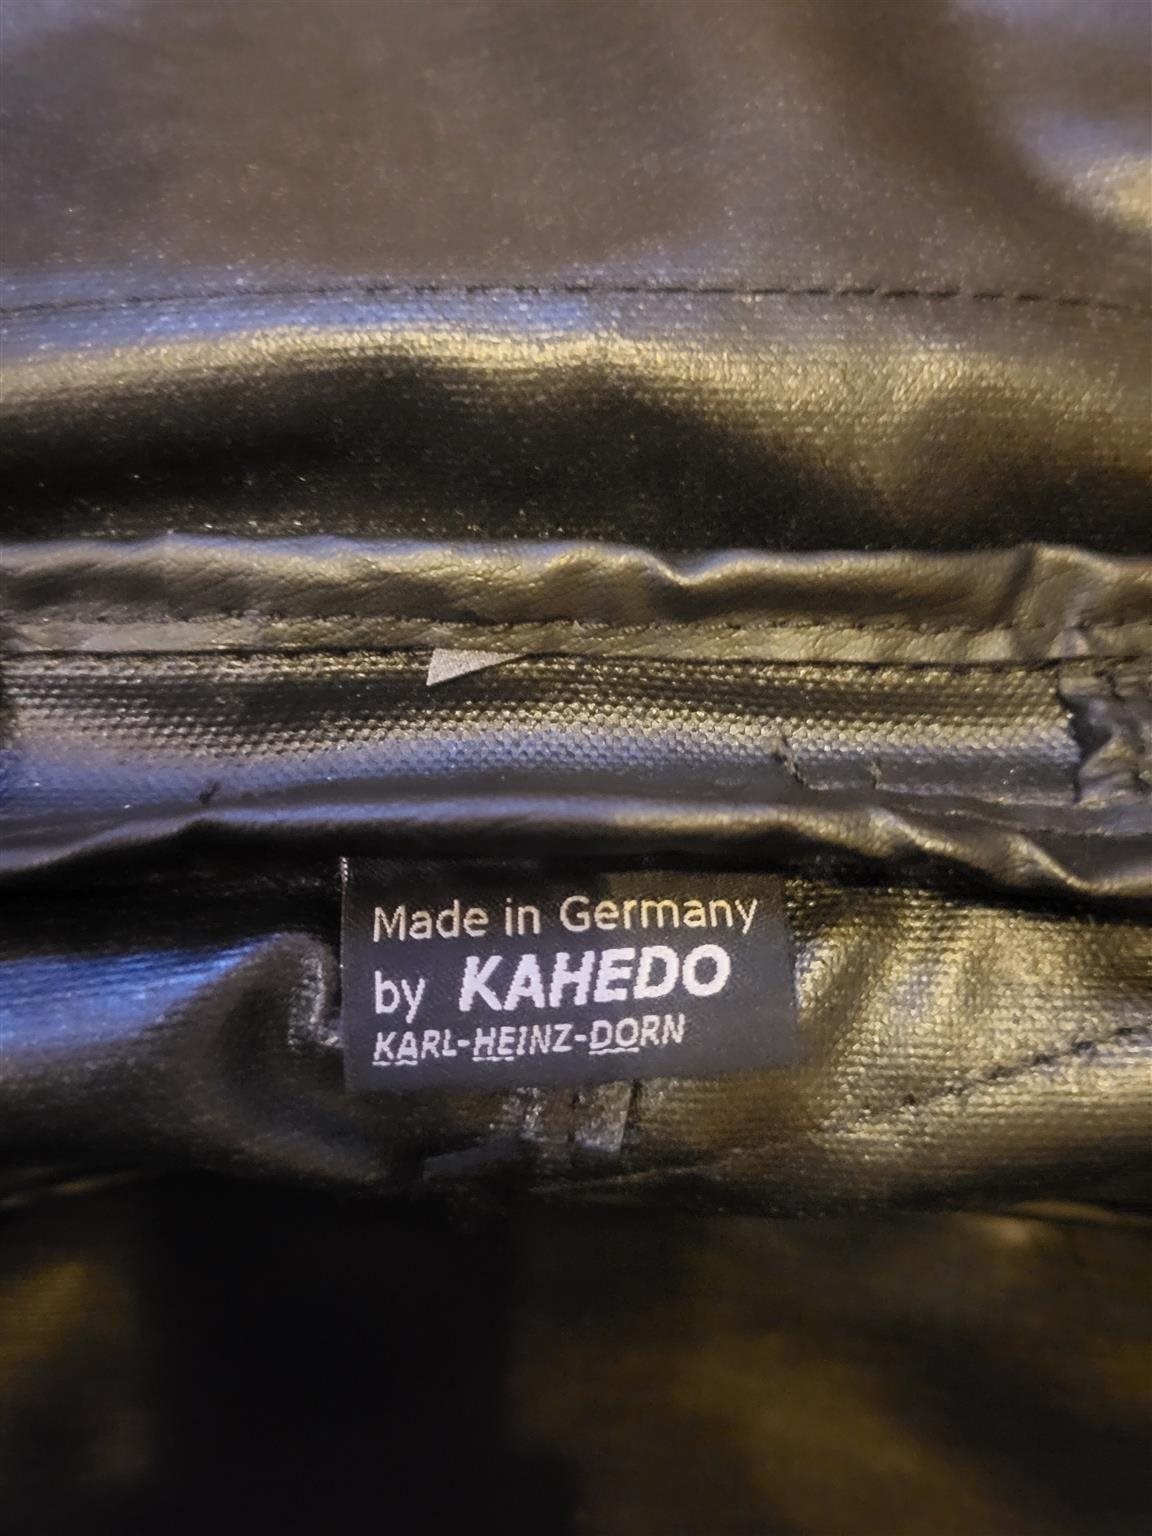 Made in Germany
by KAHEDO
KARL-HEINZ-DORN